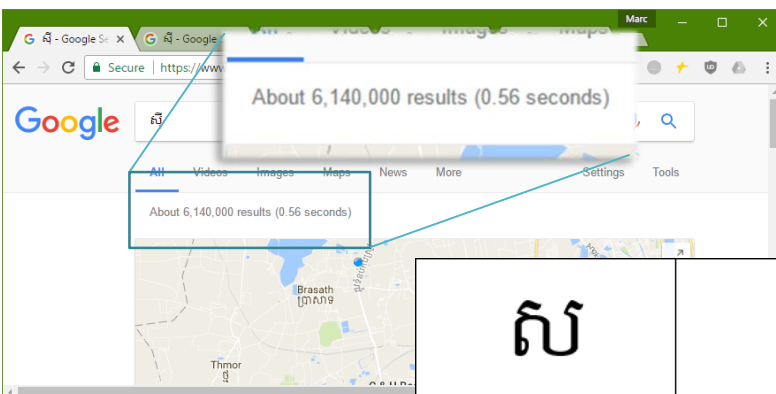 Marc
ស៊ី - Google Se
ស៊ី - Google
Secure https://www
About 6,140,000 results (0.56 seconds)
Google
All Videos Images Maps News More Settings Tools
About 6,140,000 results (0.56 seconds)
Brasath
ប្រាសាទ
Thmor
ថ្មី
ស